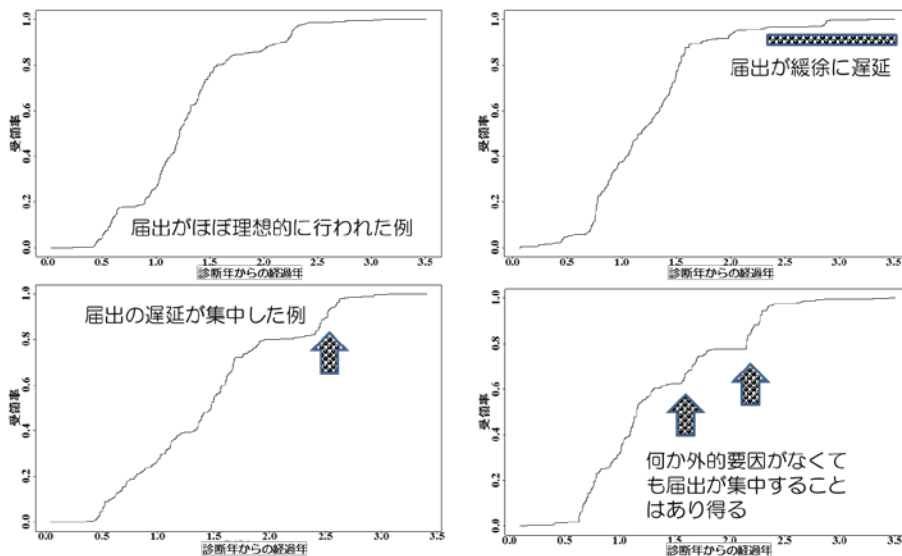 1.0
0.8
0.6
0.4
0.2
0.0
受領率
届出がほぼ理想的に行われた例
0.0 0.5 1.0 1.5 2.0 2.5 3.0 3.5
診断年からの経過年
1.0
0.8
0.6
0.4
0.2
0.0
受領率
届出が緩徐に遅延
0.0 0.5 1.0 1.5 2.0 2.5 3.0 3.5
診断年からの経過年
1.0
0.8
0.6
0.4
0.2
0.0
受領率
届出の遅延が集中した例
0.0 0.5 1.0 1.5 2.0 2.5 3.0 3.5
診断年からの経過年
1.0
0.8
0.6
0.4
0.2
0.0
受領率
何か外的要因がなくて
も届出が集中すること
はあり得る
0.0 0.5 1.0 1.5 2.0 2.5 3.0 3.5
診断年からの経過年